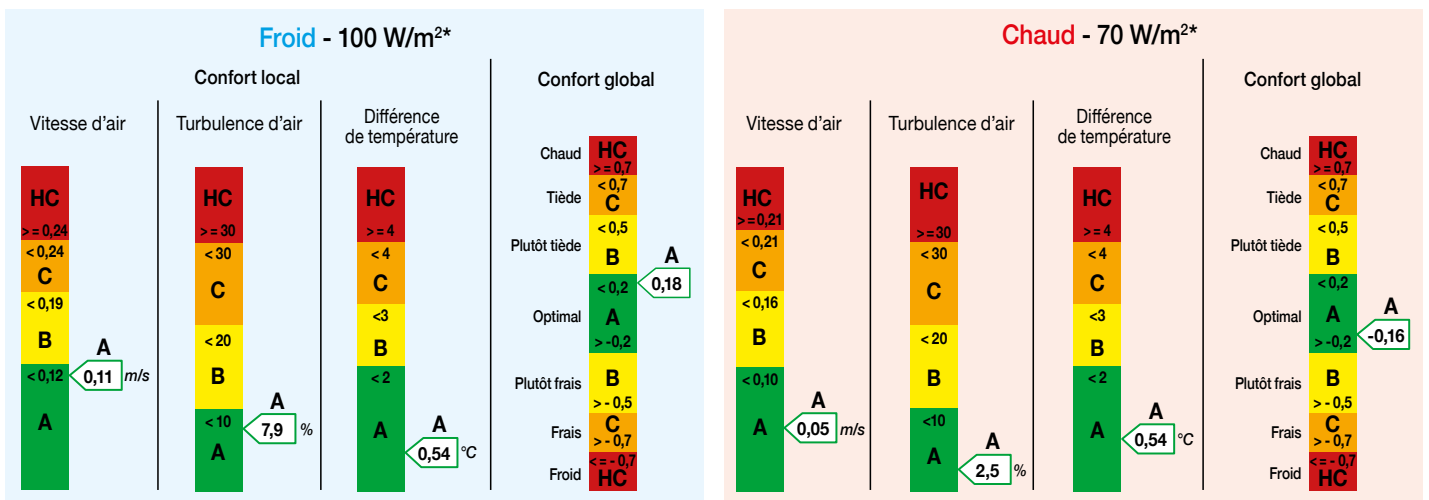 Froid - 100 W/m²*
Confort local
Confort global
Vitesse d'air
Turbulence d'air
Différence
de température
HC
>= 0,24
< 0,24
C
< 0,19
B
< 0,12
A
A
0,11 m/s
HC
>= 30
< 30
C
< 20
B
< 10
A
A
7,9 %
HC
>= 4
< 4
C
<3
B
< 2
A
A
0,54 °C
Chaud
HC
>= 0,7
Tiède
< 0,7
C
Plutôt tiède
< 0,5
B
Optimal
< 0,2
A
> -0,2
A
0,18
Plutôt frais
B
> - 0,5
Frais
C
> - 0,7
Froid
<= - 0,7
HC
Chaud - 70 W/m²*
Confort global
Vitesse d'air
Turbulence d'air
Différence
de température
HC
>= 0,21
< 0,21
C
< 0,16
B
< 0,10
A
A
0,05 m/s
HC
>=30
< 30
C
< 20
B
<10
A
A
2,5 %
HC
>= 4
< 4
C
<3
B
< 2
A
A
0,54 °C
Chaud
HC
>= 0,7
Tiède
< 0,7
C
Plutôt tiède
< 0,5
B
Optimal
< 0,2
A
> -0,2
A
-0,16
Plutôt frais
B
> - 0,5
Frais
C
> - 0,7
Froid
<= - 0,7
HC